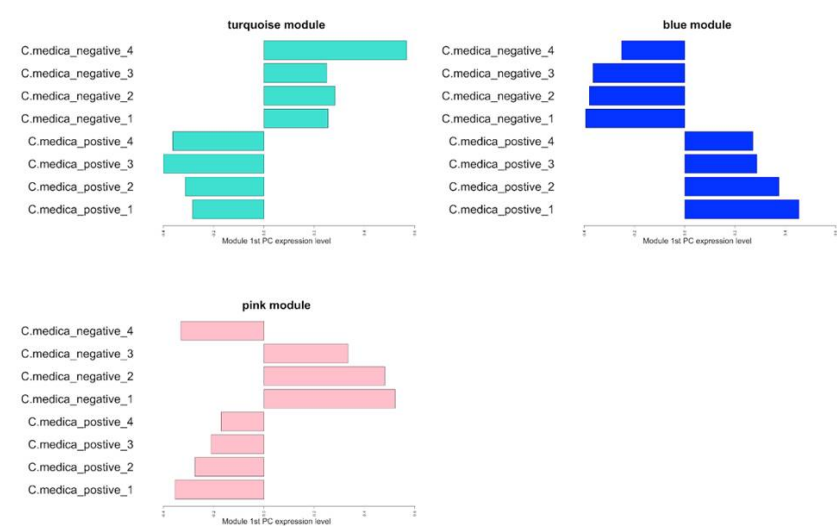 turquoise module
C.medica_negative_4
C.medica_negative_3
C.medica_negative_2
C.medica_negative_1
C.medica_postive_4
C.medica_postive_3
C.medica_postive_2
C.medica_postive_1
Module 1st PC expression level
blue module
C.medica_negative_4
C.medica_negative_3
C.medica_negative_2
C.medica_negative_1
C.medica_postive_4
C.medica_postive_3
C.medica_postive_2
C.medica_postive_1
Module 1st PC expression level
pink module
C.medica_negative_4
C.medica_negative_3
C.medica_negative_2
C.medica_negative_1
C.medica_postive_4
C.medica_postive_3
C.medica_postive_2
C.medica_postive_1
Module 1st PC expression level